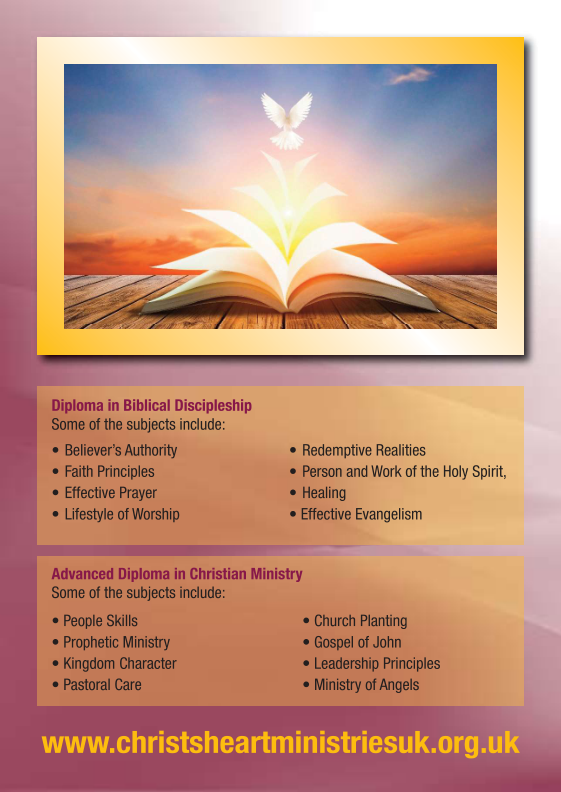 Diploma in Biblical Discipleship
Some of the subjects include:
• Believer’s Authority
• Faith Principles
• Effective Prayer
• Lifestyle of Worship
• Redemptive Realities
• Person and Work of the Holy Spirit,
• Healing
• Effective Evangelism
Advanced Diploma in Christian Ministry
Some of the subjects include:
• People Skills
• Prophetic Ministry
• Kingdom Character
• Pastoral Care
• Church Planting
• Gospel of John
• Leadership Principles
• Ministry of Angels
www.christsheartministriesuk.org.uk